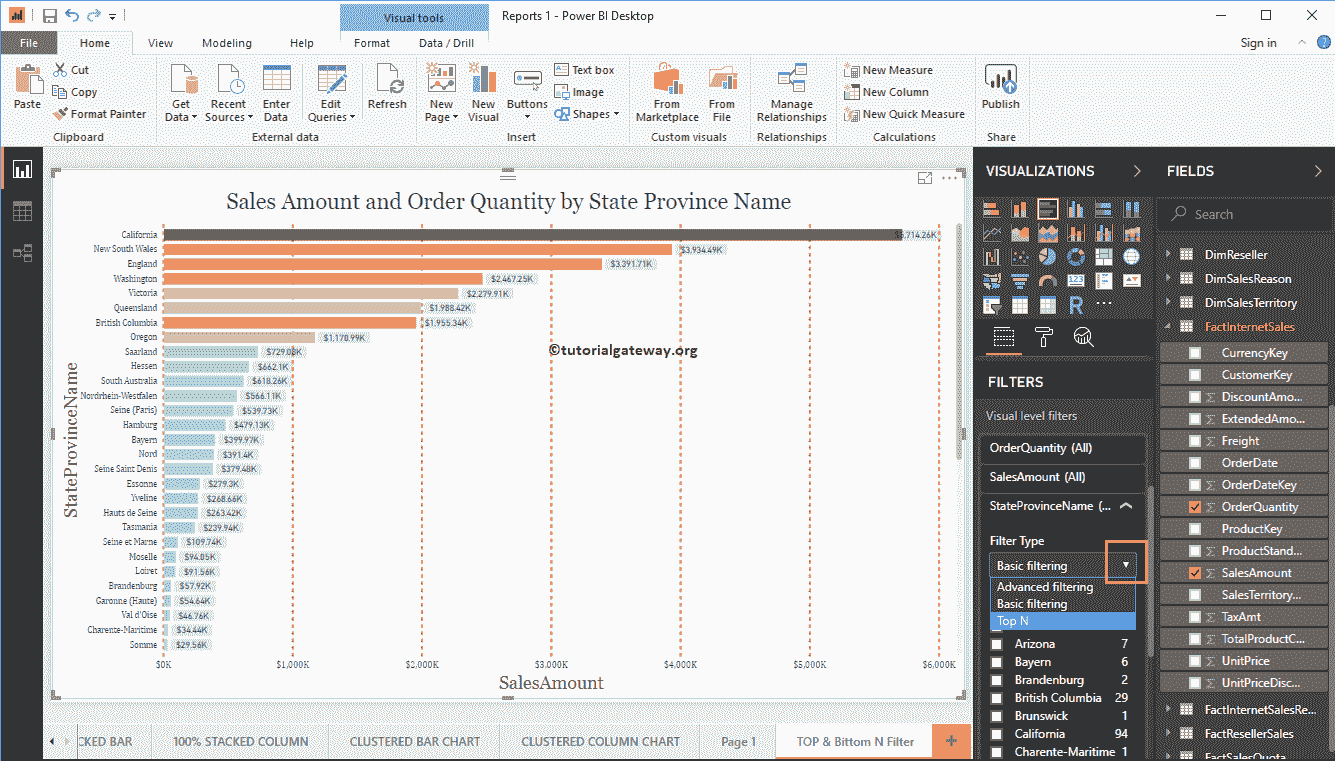 Visual tools
Reports 1 - Power BI Desktop
File
Home
View
Modeling
Help
Format
Data / Drill
Sign in
Paste
Cut
Copy
Format Painter
Clipboard
Get Data
Recent Sources
Enter Data
Edit Queries
Refresh
External data
New Page
New Visual
Buttons
Text box
Image
Shapes
Insert
From Marketplace
From File
Custom visuals
Manage Relationships
Relationships
New Measure
New Column
New Quick Measure
Calculations
Publish
Share
Sales Amount and Order Quantity by State Province Name
StateProvinceName
California $5,714.26K
New South Wales $3,934.49K
England $3,391.71K
Washington $2,467.25K
Victoria $2,279.91K
Queensland $1,988.42K
British Columbia $1,955.34K
Oregon $1,170.99K
©tutorialgateway.org
Saarland $729.03K
Hessen $662.1K
South Australia $618.26K
Nordrhein-Westfalen $566.11K
Seine (Paris) $539.73K
Hamburg $479.13K
Bayern $399.97K
Nord $391.4K
Seine Saint Denis $379.48K
Essonne $279.3K
Yveline $268.66K
Hauts de Seine $263.42K
Tasmania $239.94K
Seine et Marne $109.74K
Moselle $94.05K
Loiret $91.56K
Brandenburg $57.92K
Garonne (Haute) $54.64K
Val d'Oise $46.76K
Charente-Maritime $34.44K
Somme $29.56K
$0K $1,000K $2,000K $3,000K $4,000K $5,000K $6,000K
SalesAmount
VISUALIZATIONS
123
R
FILTERS
Visual level filters
OrderQuantity (All)
SalesAmount (All)
StateProvinceName (...
Filter Type
Basic filtering
Advanced filtering
Basic filtering
Top N
Arizona 7
Bayern 6
Brandenburg 2
British Columbia 29
Brunswick 1
California 94
Charente-Maritime 1
FIELDS
Search
DimReseller
DimSalesReason
DimSalesTerritory
FactInternetSales
CurrencyKey
CustomerKey
Σ DiscountAmo...
Σ ExtendedAmo...
Σ Freight
OrderDate
Σ OrderDateKey
Σ OrderQuantity
ProductKey
Σ ProductStand...
Σ SalesAmount
SalesTerritory...
Σ TaxAmt
Σ TotalProductC...
Σ UnitPrice
Σ UnitPriceDisc...
FactInternetSalesRe...
FactResellerSales
FactSalesQuota
CKED BAR
100% STACKED COLUMN
CLUSTERED BAR CHART
CLUSTERED COLUMN CHART
Page 1
TOP & Bittom N Filter
+